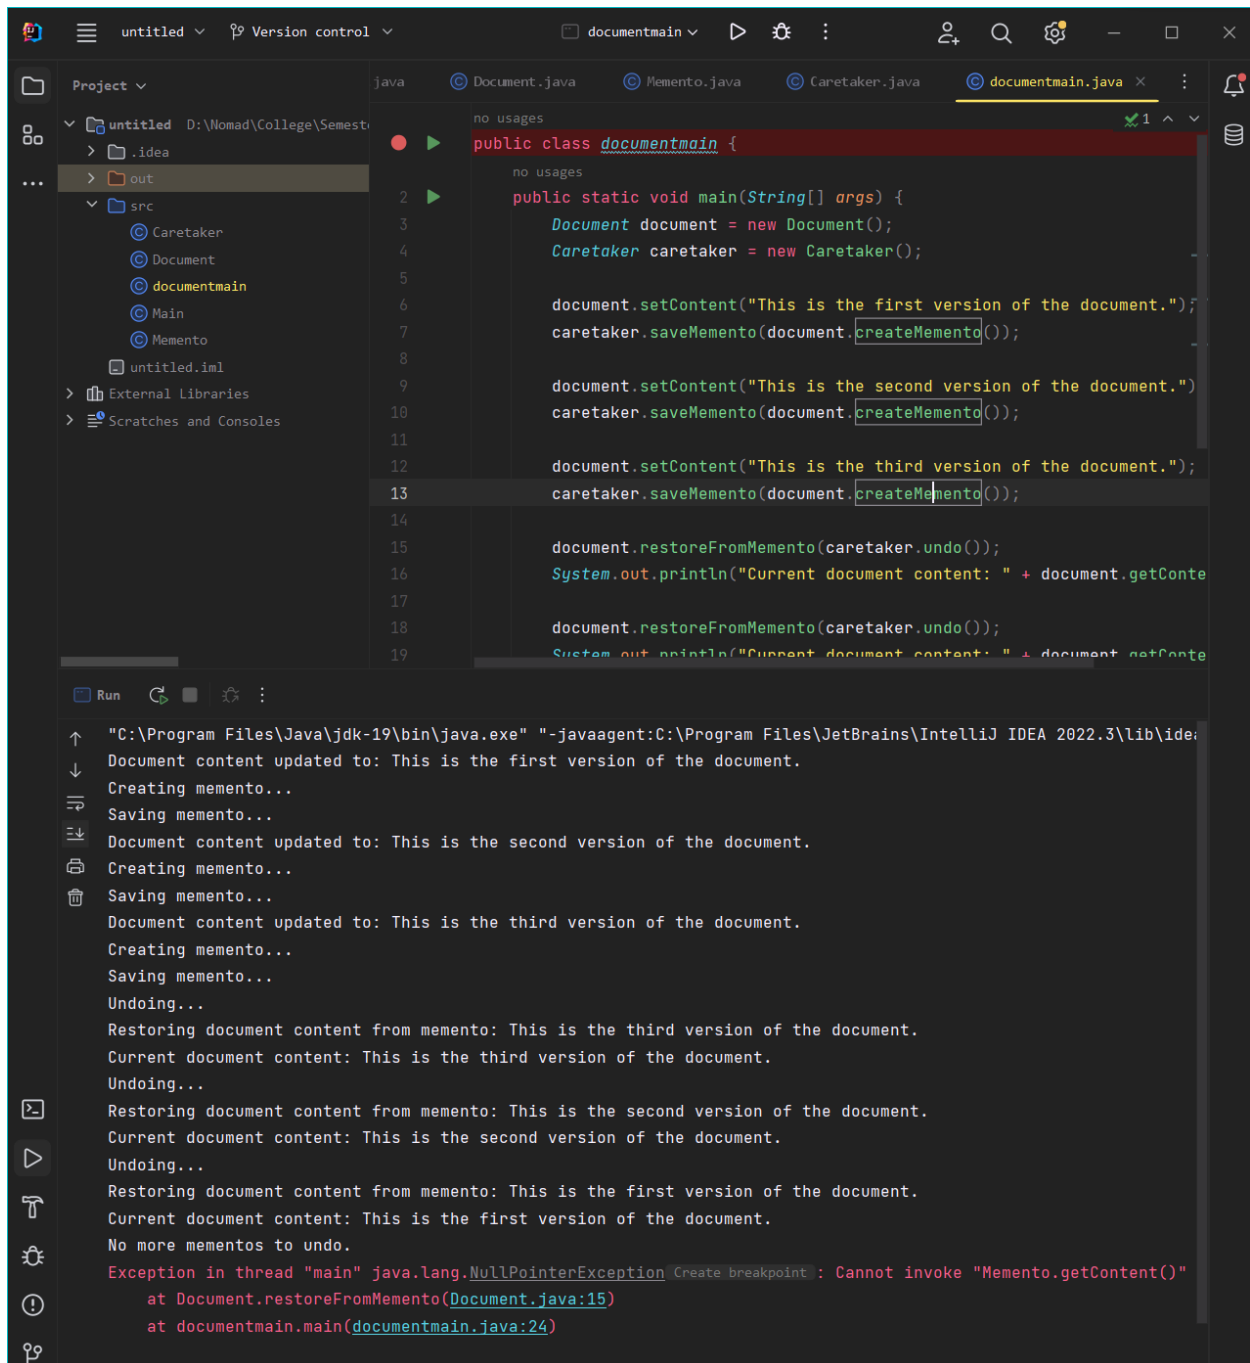 untitled
Version control
documentmain
Project
java
Document.java
Memento.java
Caretaker.java
documentmain.java
untitled D:\Nomad\College\Semest
.idea
out
src
Caretaker
Document
documentmain
Main
Memento
untitled.iml
External Libraries
Scratches and Consoles
no usages
1
public class documentmain {
no usages
2 public static void main(String[] args) {
3 Document document = new Document();
4 Caretaker caretaker = new Caretaker();
5
6 document.setContent("This is the first version of the document.");
7 caretaker.saveMemento(document.createMemento());
8
9 document.setContent("This is the second version of the document.")
10 caretaker.saveMemento(document.createMemento());
11
12 document.setContent("This is the third version of the document.");
13 caretaker.saveMemento(document.createMemento());
14
15 document.restoreFromMemento(caretaker.undo());
16 System.out.println("Current document content: " + document.getConte
17
18 document.restoreFromMemento(caretaker.undo());
19 System.out.println("Current document content: " + document.getConte
Run
"C:\Program Files\Java\jdk-19\bin\java.exe" "-javaagent:C:\Program Files\JetBrains\IntelliJ IDEA 2022.3\lib\idea
Document content updated to: This is the first version of the document.
Creating memento...
Saving memento...
Document content updated to: This is the second version of the document.
Creating memento...
Saving memento...
Document content updated to: This is the third version of the document.
Creating memento...
Saving memento...
Undoing...
Restoring document content from memento: This is the third version of the document.
Current document content: This is the third version of the document.
Undoing...
Restoring document content from memento: This is the second version of the document.
Current document content: This is the second version of the document.
Undoing...
Restoring document content from memento: This is the first version of the document.
Current document content: This is the first version of the document.
No more mementos to undo.
Exception in thread "main" java.lang.NullPointerException Create breakpoint : Cannot invoke "Memento.getContent()"
at Document.restoreFromMemento(Document.java:15)
at documentmain.main(documentmain.java:24)